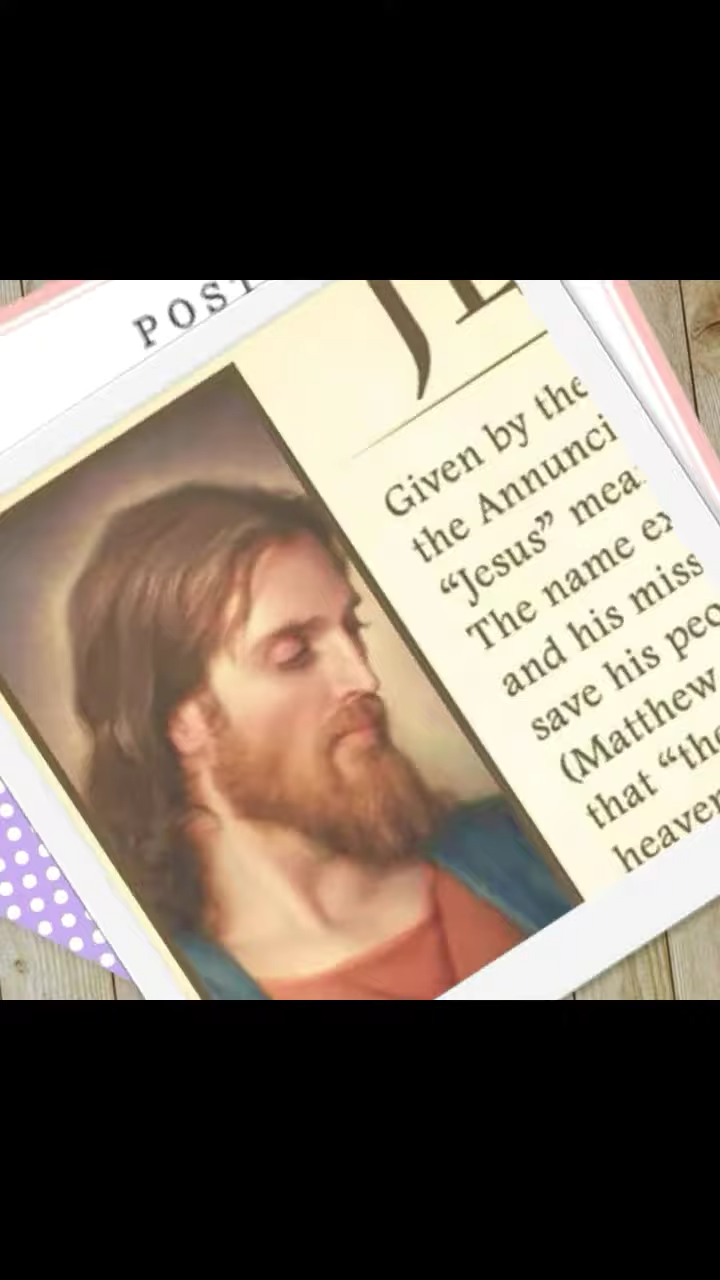 POST
JE
Given by the
the Annunci
“Jesus” mea
The name ex
and his miss
save his peo
(Matthew
that “the
heaven